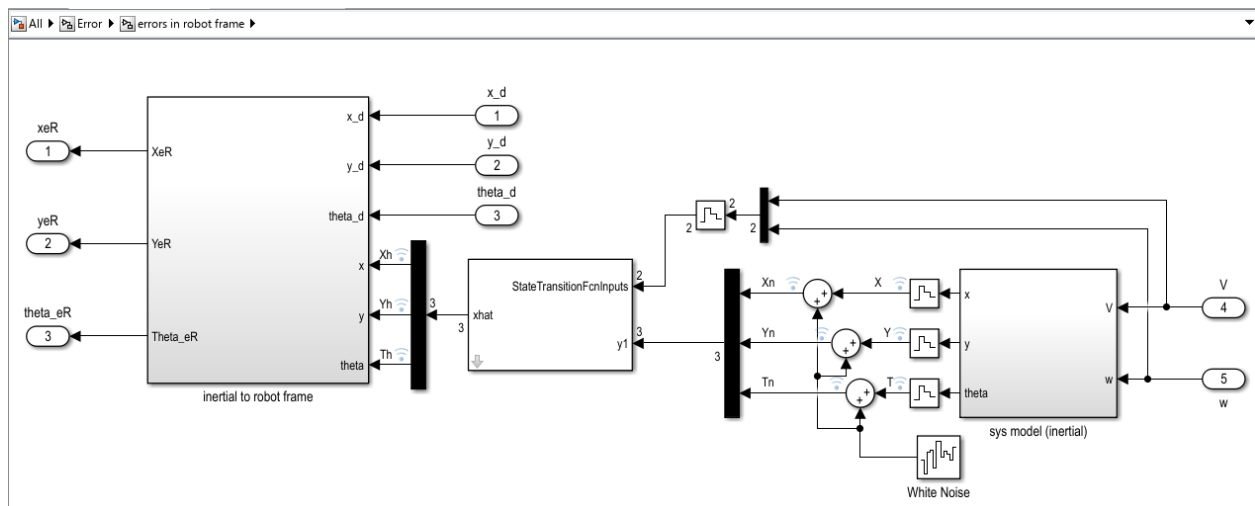 All ▶ Error ▶ errors in robot frame ▶
x_d
1
x_d
xeR
1
XeR
y_d
2
y_d
theta_d
3
theta_d
2
2
2
yeR
2
YeR
Xh
x
StateTransitionFcnInputs
2
Xn
X
x
V
V
4
3
3
xhat
Yh
y
y1
3
3
Yn
Y
y
theta_eR
3
Theta_eR
Th
theta
Tn
T
theta
w
5
w
inertial to robot frame
sys model (inertial)
+
+
+
+
+
+
White Noise